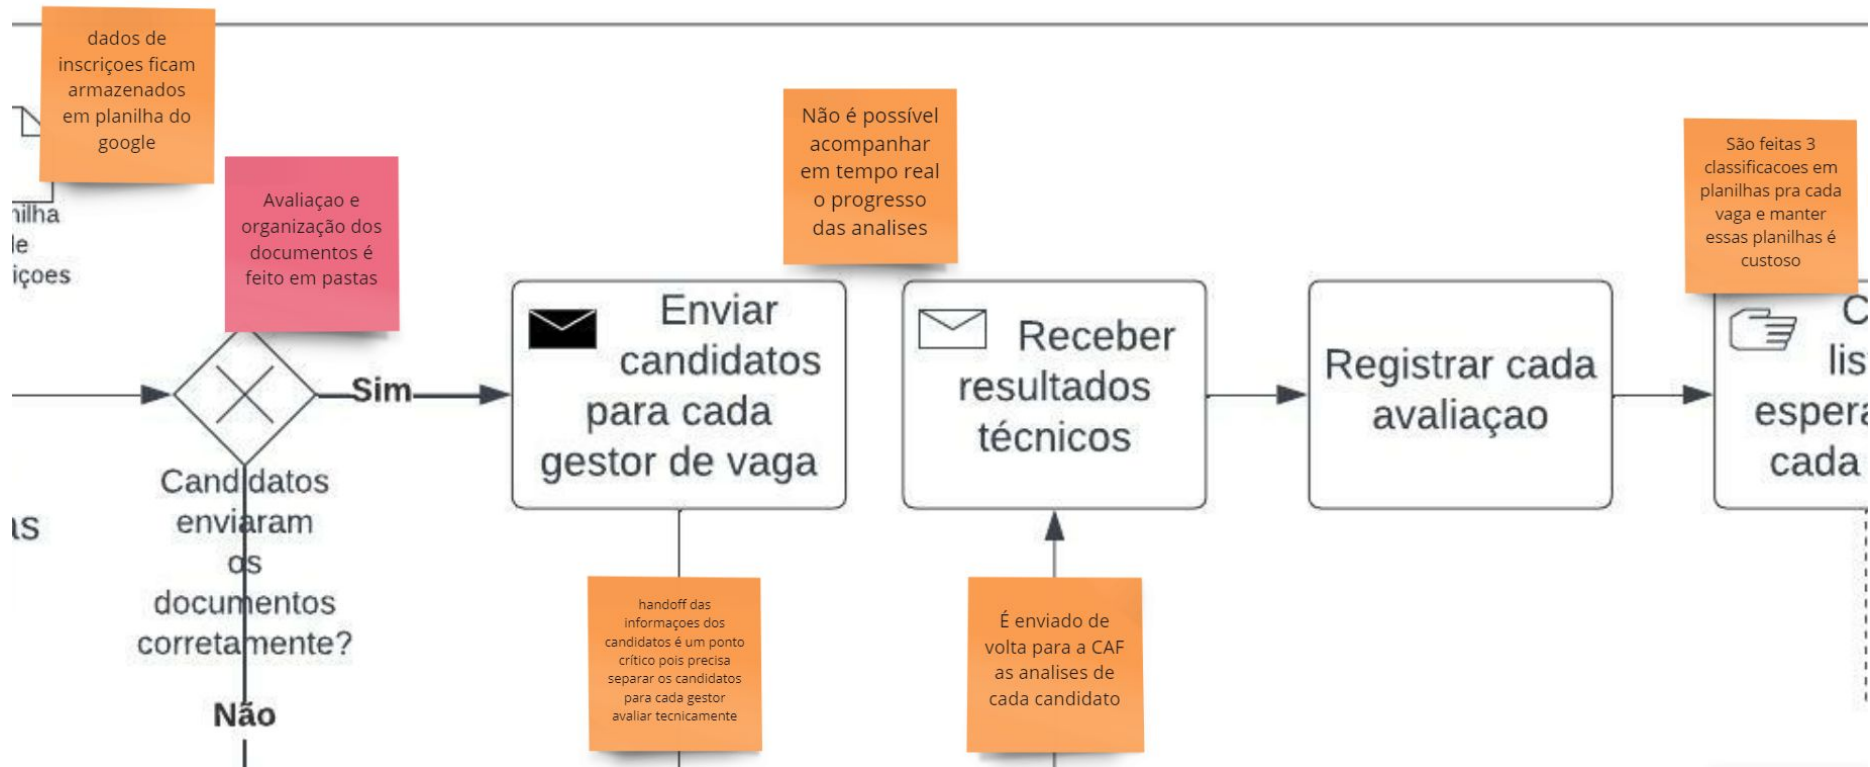 dados de
inscriçoes ficam
armazenados
em planilha do
google
Avaliaçao e
organização dos
documentos é
feito em pastas
Não é possível
acompanhar
em tempo real
o progresso
das analises
São feitas 3
classificacoes em
planilhas pra cada
vaga e manter
essas planilhas é
custoso
Sim
Enviar
candidatos
para cada
gestor de vaga
Receber
resultados
técnicos
Registrar cada
avaliaçao
espera
cada
Candidatos
enviaram
os
documentos
corretamente?
Não
handoff das
informaçoes dos
candidatos é um ponto
crítico pois precisa
separar os candidatos
para cada gestor
avaliar tecnicamente
É enviado de
volta para a CAF
as analises de
cada candidato